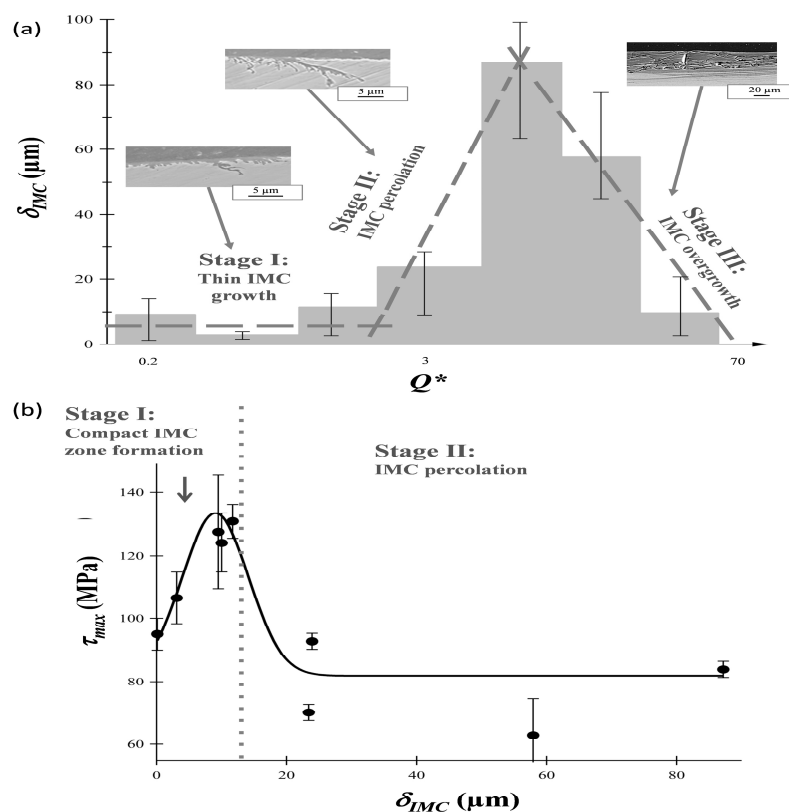 (a)
100
80
60
40
20
0
δIMC (μm)
5 μm
5 μm
20 μm
Stage I:
Thin IMC
growth
Stage II:
IMC percolation
Stage III:
IMC overgrowth
0.2
3
70
Q*
(b)
Stage I:
Compact IMC
zone formation
Stage II:
IMC percolation
140
120
100
80
60
τmax (MPa)
)
0
20
40
60
80
δIMC (μm)